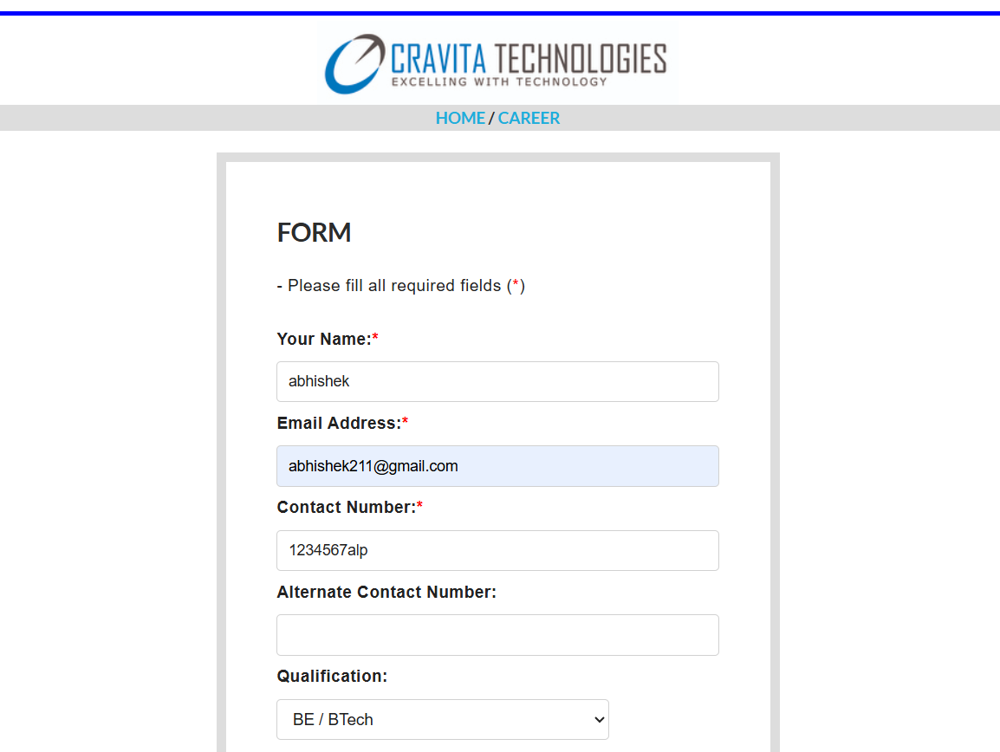 CRAVITA TECHNOLOGIES
EXCELLING WITH TECHNOLOGY
HOME / CAREER
FORM
- Please fill all required fields (*)
Your Name:*
abhishek
Email Address:*
abhishek211@gmail.com
Contact Number:*
1234567alp
Alternate Contact Number:
Qualification:
BE / BTech